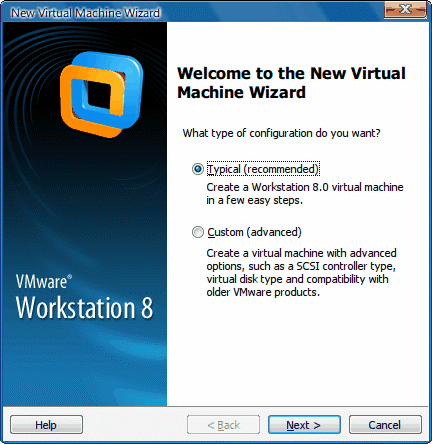 New Virtual Machine Wizard
Welcome to the New Virtual
Machine Wizard
What type of configuration do you want?
Typical (recommended)
Create a Workstation 8.0 virtual machine
in a few easy steps.
Custom (advanced)
Create a virtual machine with advanced
options, such as a SCSI controller type,
virtual disk type and compatibility with
older VMware products.
VMware®
Workstation 8
Help
< Back
Next >
Cancel